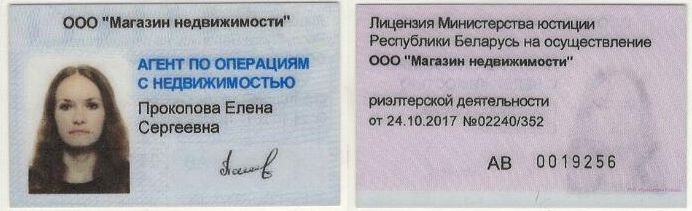 ООО "Магазин недвижимости"
АГЕНТ ПО ОПЕРАЦИЯМ
С НЕДВИЖИМОСТЬЮ
Прокопова Елена
Сергеевна
Лицензия Министерства юстиции
Республики Беларусь на осуществление
ООО "Магазин недвижимости"
риэлтерской деятельности
от 24.10.2017 №02240/352
АВ 0019256